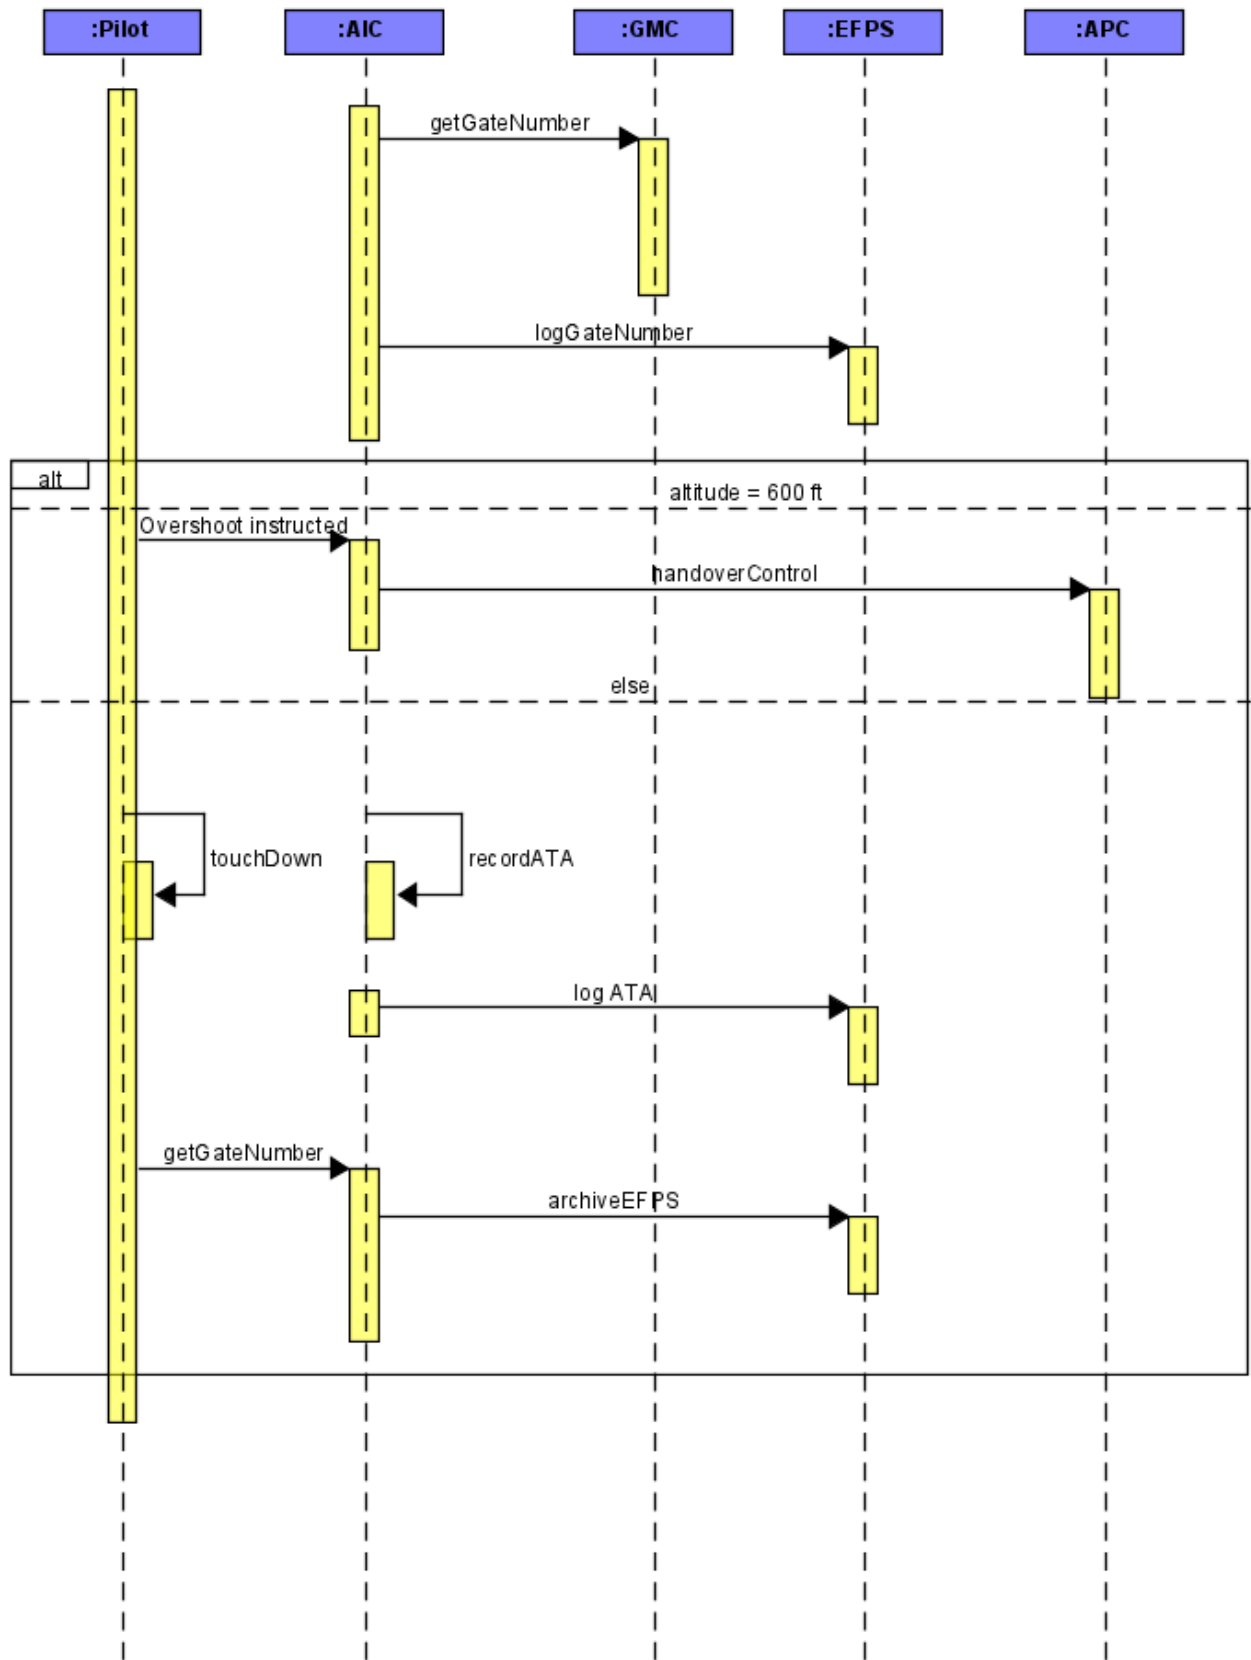 :Pilot
:AIC
:GMC
:EFPS
:APC
getGateNumber
logGateNumber
alt
altitude = 600 ft
Overshoot instructed
handoverControl
else
touchDown
recordATA
log ATA
getGateNumber
archiveEFPS